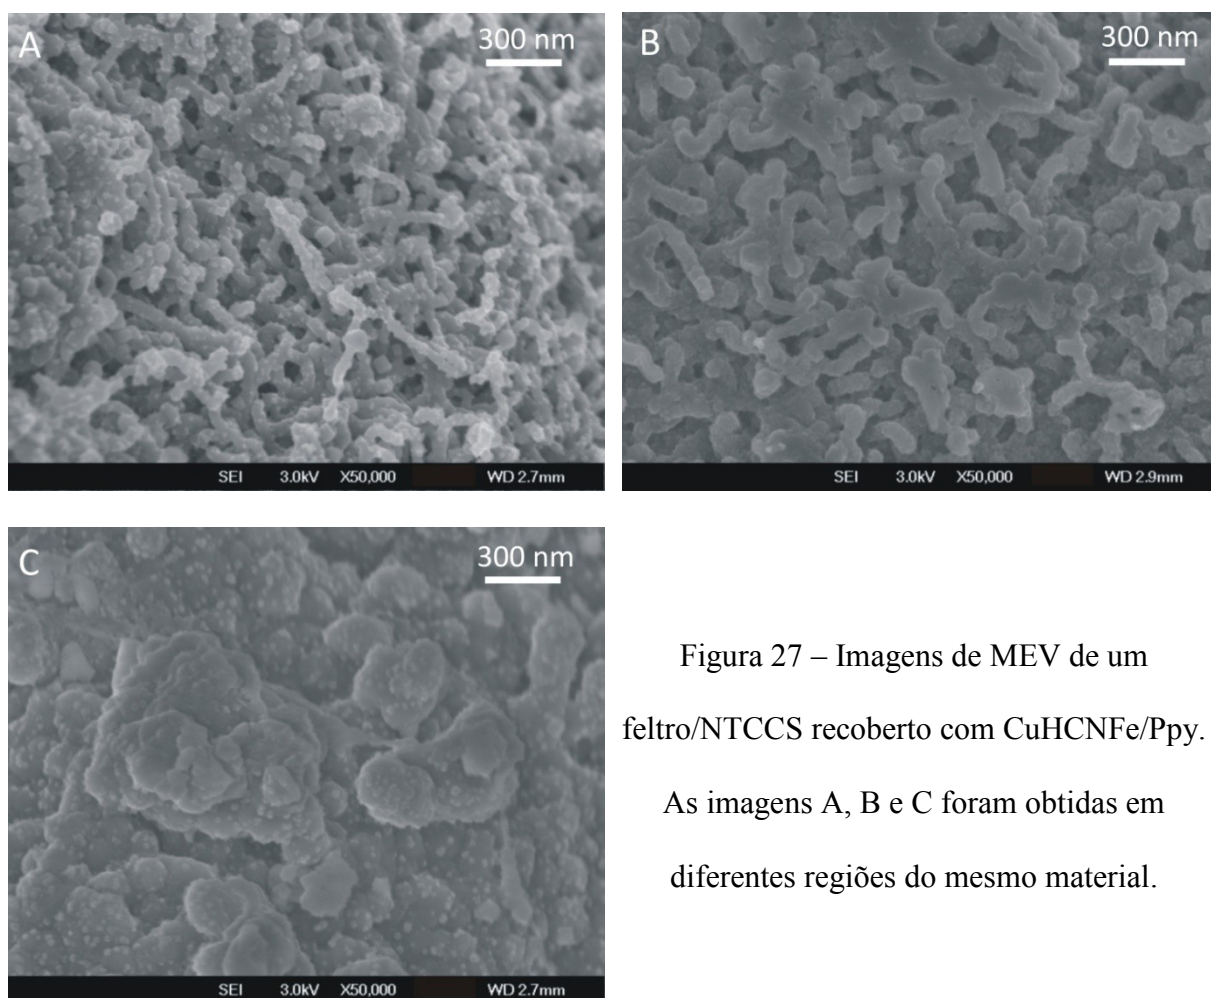 A
300 nm
SEI 3.0kV X50,000 WD 2.7mm
B
300 nm
SEI 3.0kV X50,000 WD 2.9mm
C
300 nm
SEI 3.0kV X50,000 WD 2.7mm
Figura 27 – Imagens de MEV de um
feltro/NTCCS recoberto com CuHCNFe/Ppy.
As imagens A, B e C foram obtidas em
diferentes regiões do mesmo material.